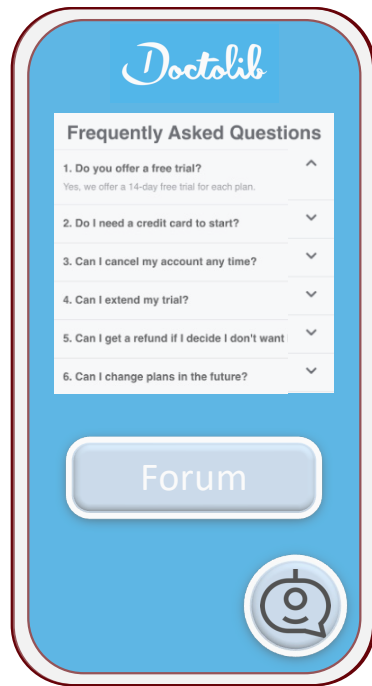 Doctolib
Frequently Asked Questions
1. Do you offer a free trial?
Yes, we offer a 14-day free trial for each plan.
2. Do I need a credit card to start?
3. Can I cancel my account any time?
4. Can I extend my trial?
5. Can I get a refund if I decide I don't want
6. Can I change plans in the future?
Forum